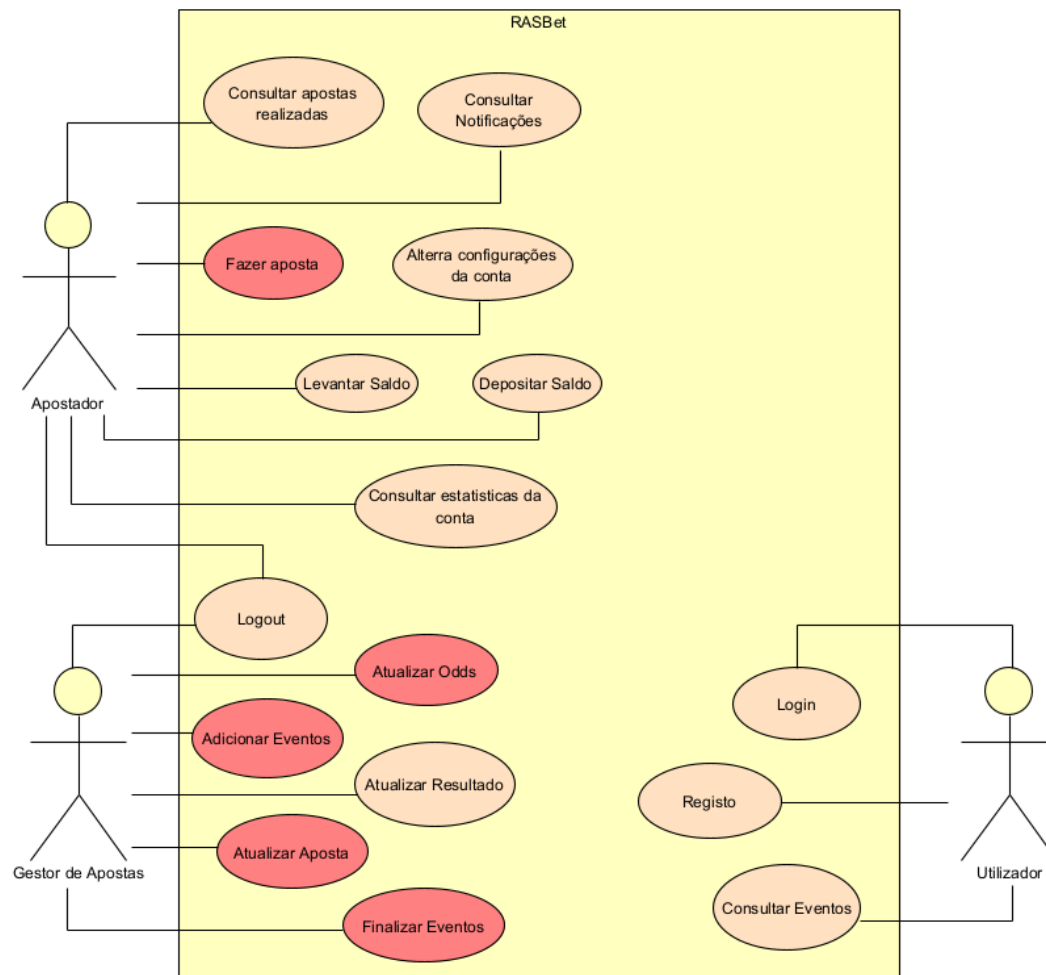 RASBet
Consultar apostas
realizadas
Consultar
Notificações
Fazer aposta
Alterra configurações
da conta
Levantar Saldo
Depositar Saldo
Apostador
Consultar estatisticas da
conta
Logout
Atualizar Odds
Login
Adicionar Eventos
Atualizar Resultado
Registo
Atualizar Aposta
Gestor de Apostas
Utilizador
Consultar Eventos
Finalizar Eventos